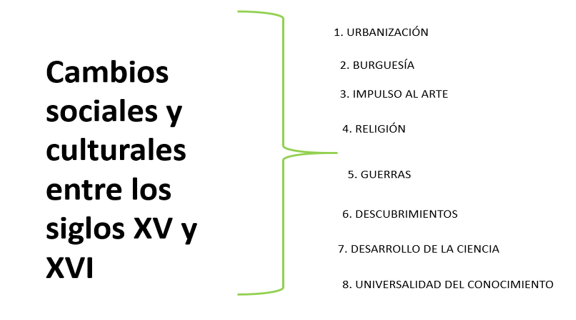 Cambios
sociales y
culturales
entre los
siglos XV y
XVI
1. URBANIZACIÓN
2. BURGUESÍA
3. IMPULSO AL ARTE
4. RELIGIÓN
5. GUERRAS
6. DESCUBRIMIENTOS
7. DESARROLLO DE LA CIENCIA
8. UNIVERSALIDAD DEL CONOCIMIENTO